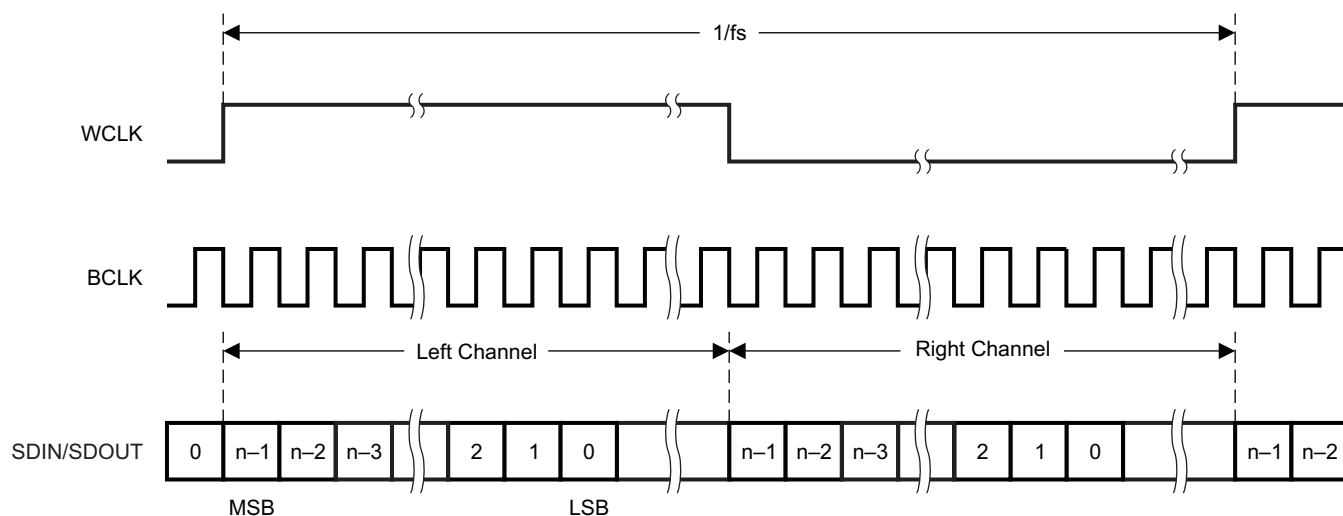 1/fs
WCLK
BCLK
Left Channel
Right Channel
SDIN/SDOUT 0 n–1 n–2 n–3 2 1 0 n–1 n–2 n–3 2 1 0 n–1 n–2
MSB LSB